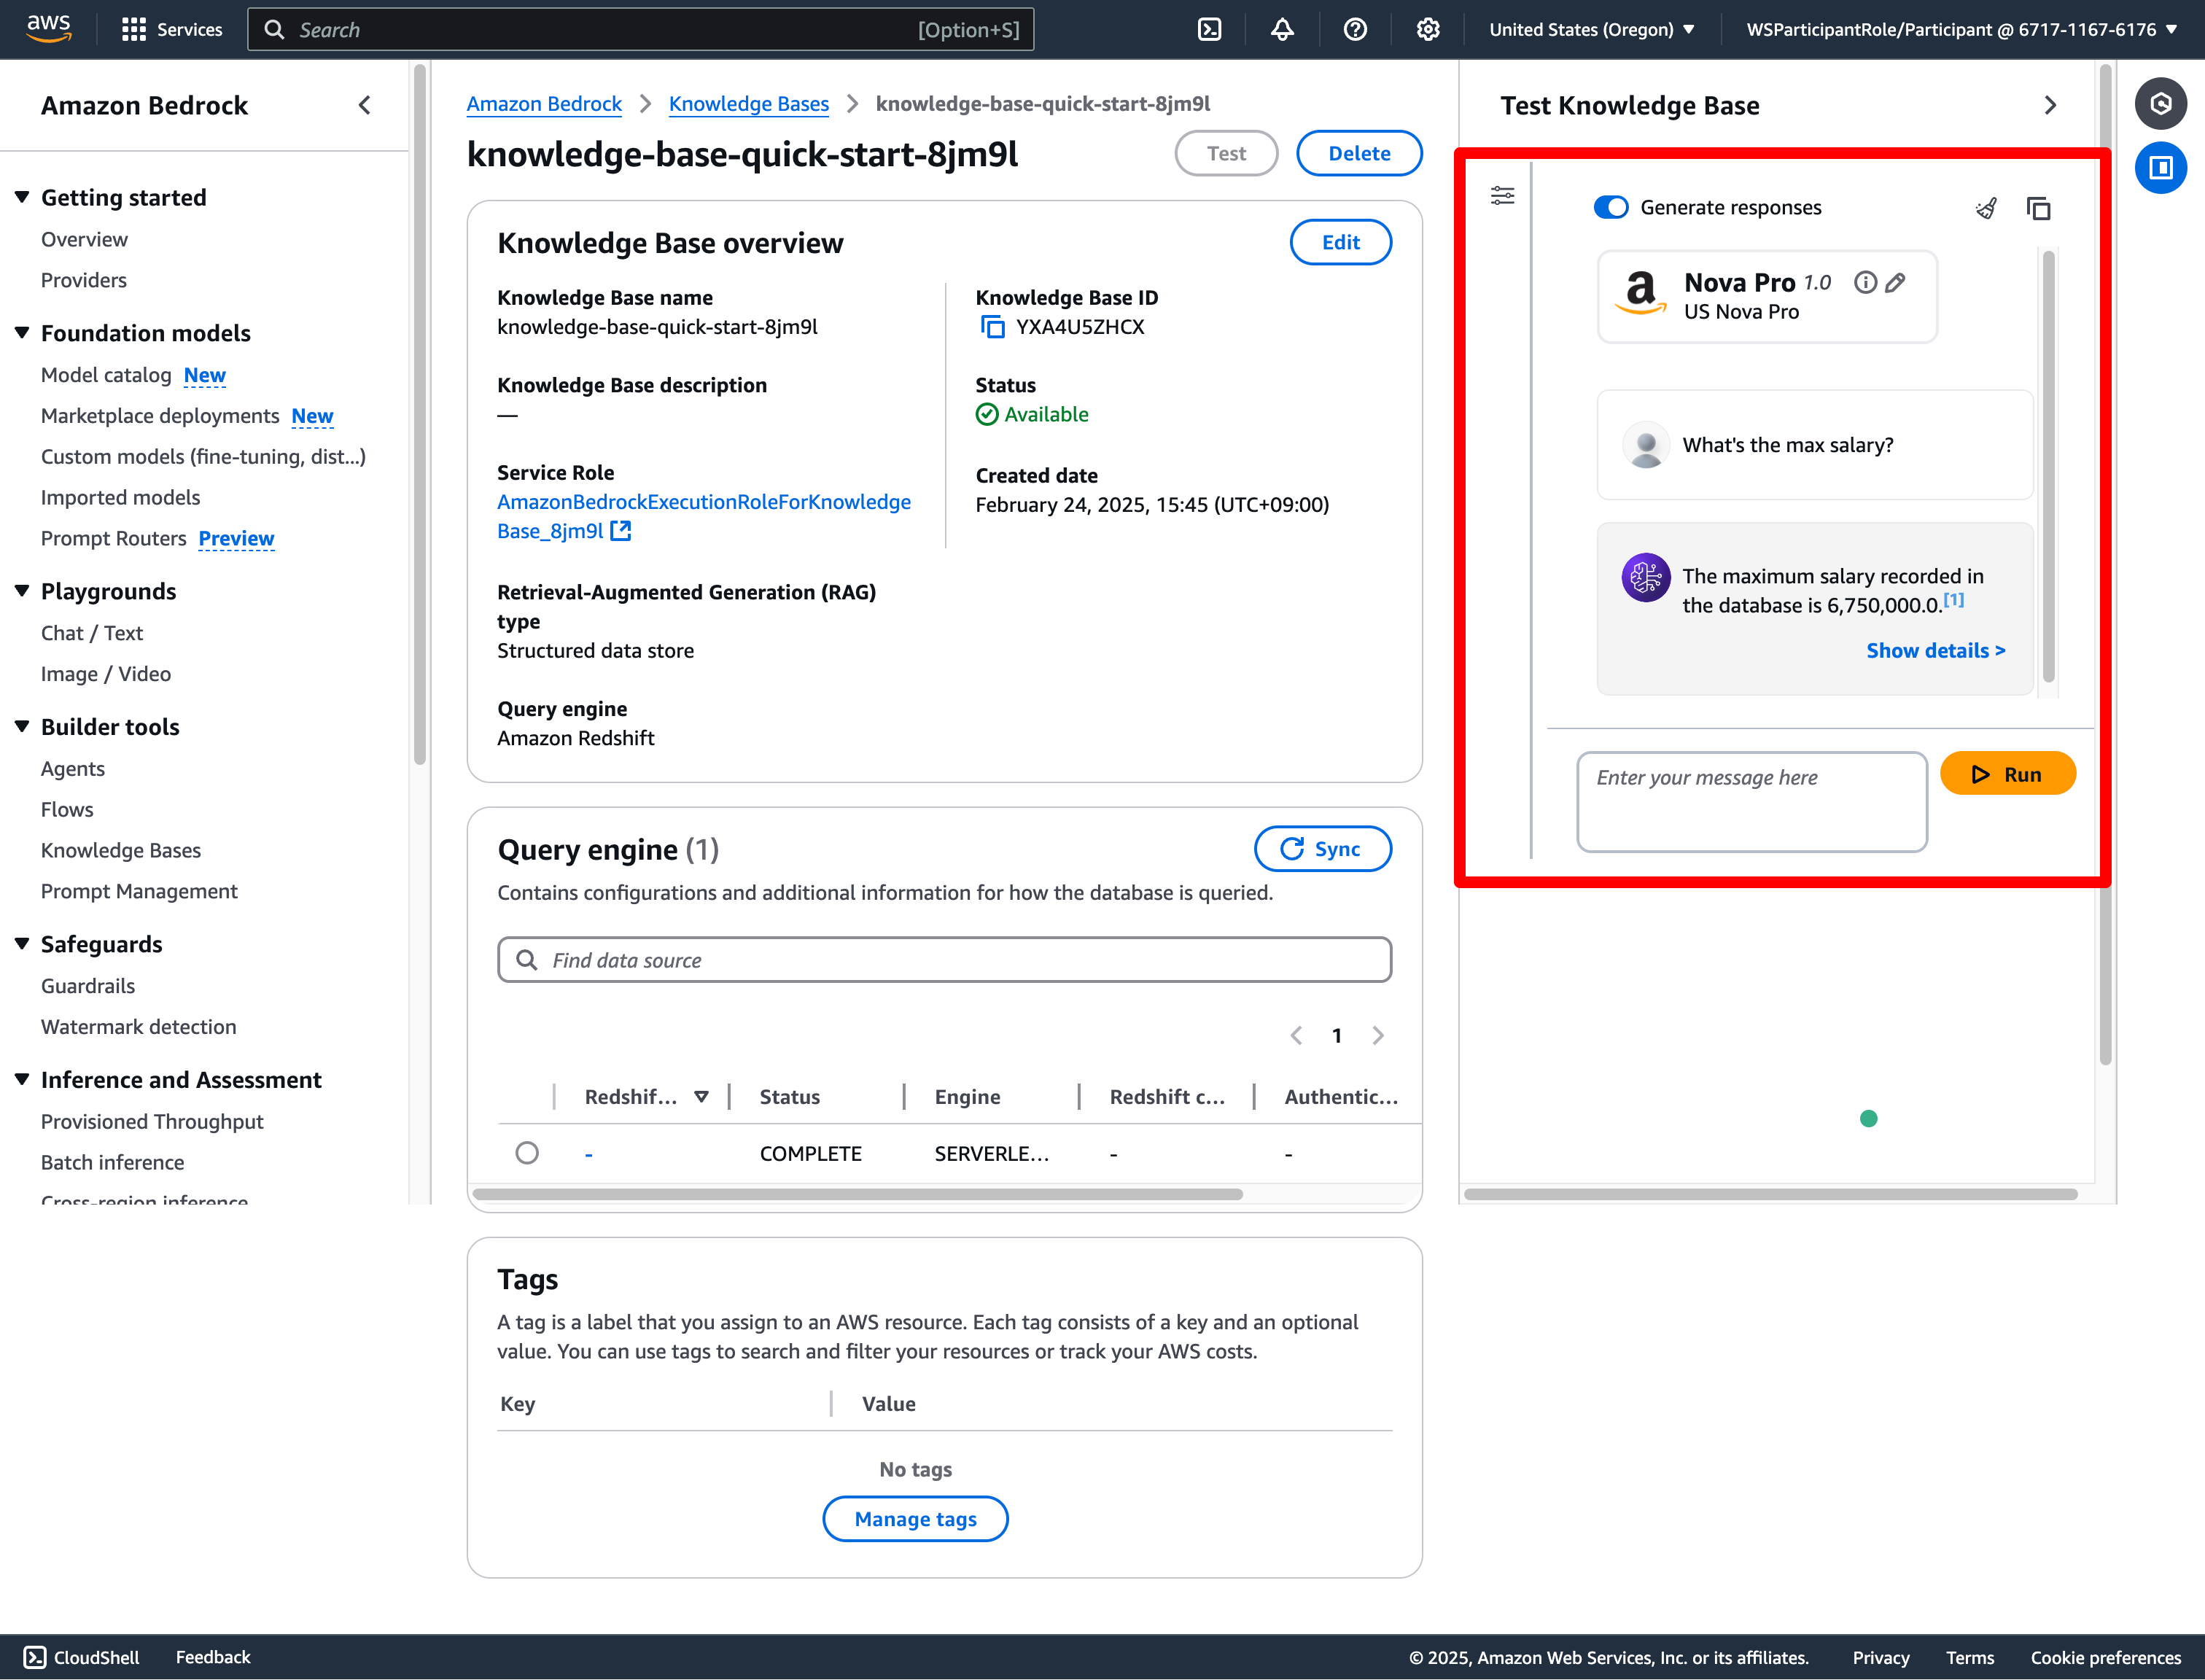 aws
Services
Search
[Option+S]
United States (Oregon)
WSParticipantRole/Participant @ 6717-1167-6176
Amazon Bedrock
Getting started
Overview
Providers
Foundation models
Model catalog New
Marketplace deployments New
Custom models (fine-tuning, dist...)
Imported models
Prompt Routers Preview
Playgrounds
Chat / Text
Image / Video
Builder tools
Agents
Flows
Knowledge Bases
Prompt Management
Safeguards
Guardrails
Watermark detection
Inference and Assessment
Provisioned Throughput
Batch inference
Cross-region inference
Amazon Bedrock
Knowledge Bases
knowledge-base-quick-start-8jm9l
knowledge-base-quick-start-8jm9l
Test
Delete
Knowledge Base overview
Edit
Knowledge Base name
knowledge-base-quick-start-8jm9l
Knowledge Base description
—
Service Role
AmazonBedrockExecutionRoleForKnowledge
Base_8jm9l
Retrieval-Augmented Generation (RAG)
type
Structured data store
Query engine
Amazon Redshift
Knowledge Base ID
YXA4U5ZHCX
Status
Available
Created date
February 24, 2025, 15:45 (UTC+09:00)
Query engine (1)
Sync
Contains configurations and additional information for how the database is queried.
Find data source
1
Redshif... Status Engine Redshift c... Authentic...
- COMPLETE SERVERLE... - -
Tags
A tag is a label that you assign to an AWS resource. Each tag consists of a key and an optional
value. You can use tags to search and filter your resources or track your AWS costs.
Key Value
No tags
Manage tags
Test Knowledge Base
Generate responses
Nova Pro 1.0
US Nova Pro
What's the max salary?
The maximum salary recorded in
the database is 6,750,000.0.[1]
Show details >
Enter your message here
Run
CloudShell
Feedback
© 2025, Amazon Web Services, Inc. or its affiliates.
Privacy
Terms
Cookie preferences